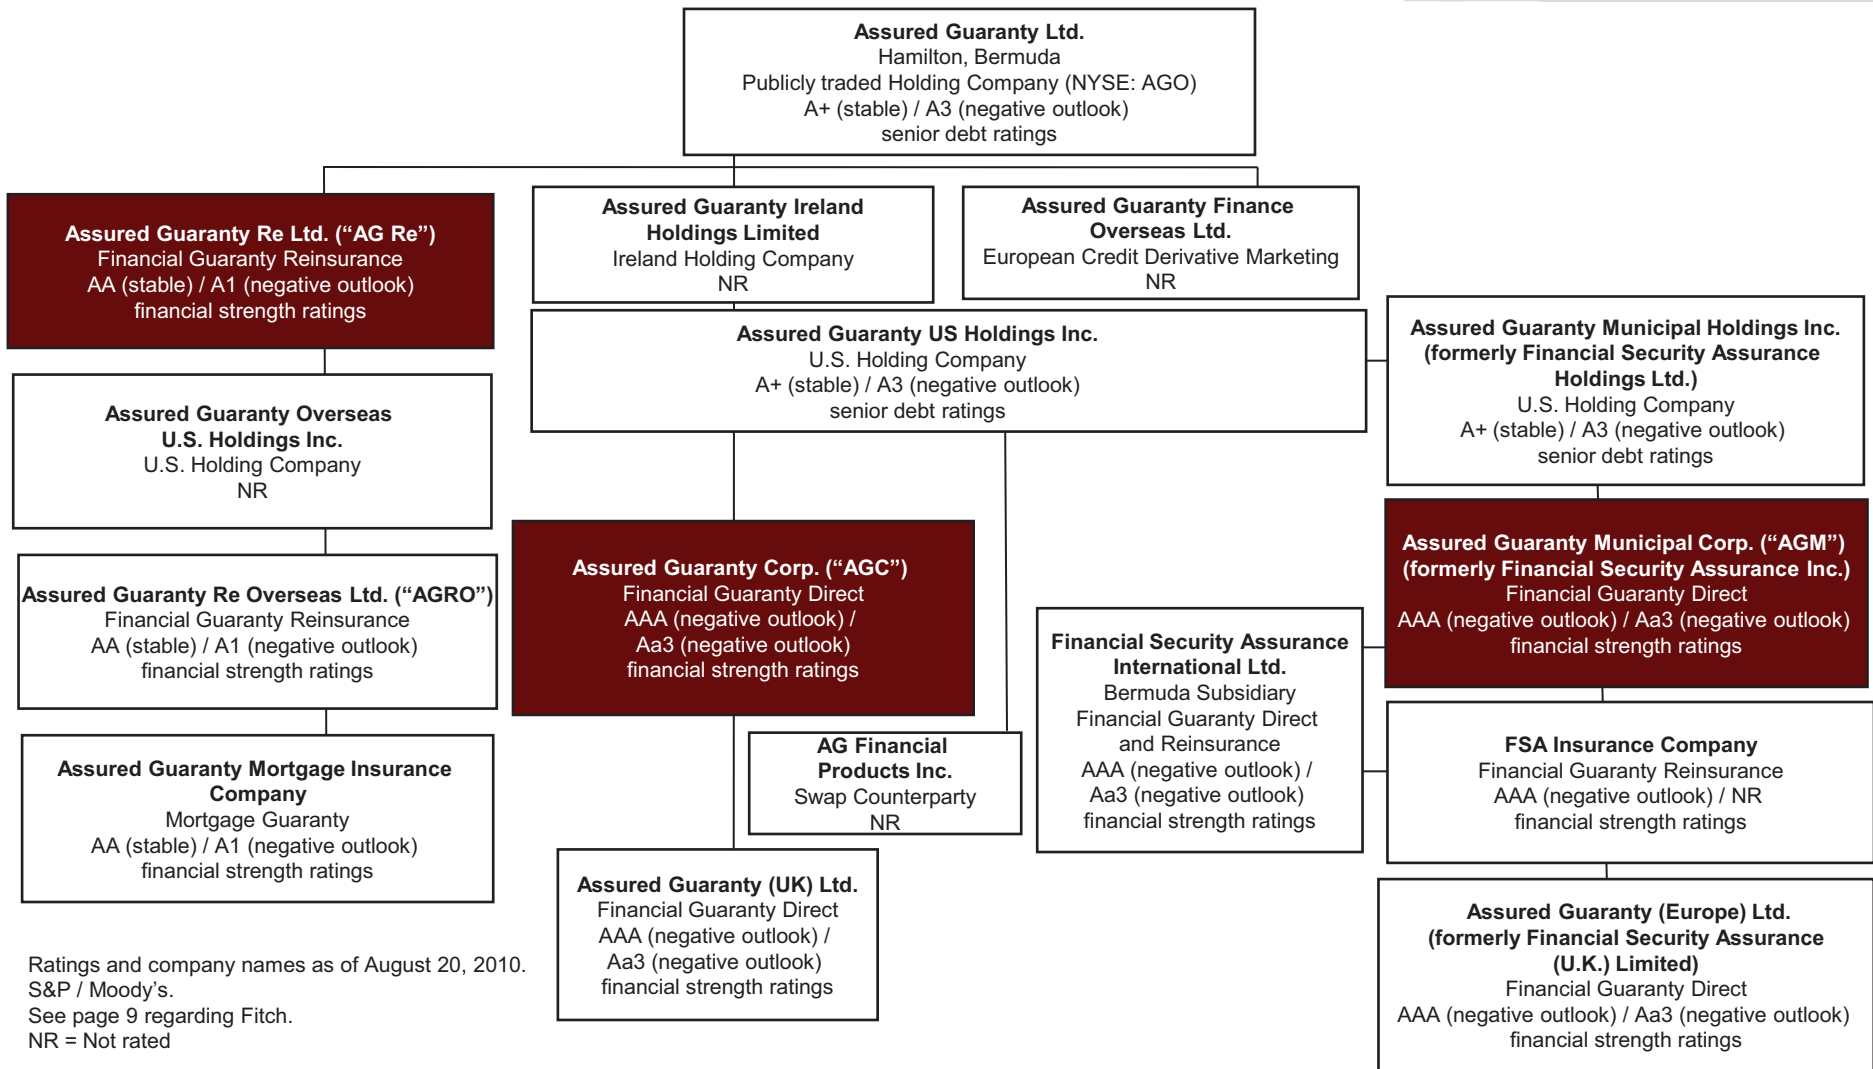 Assured Guaranty Ltd.
Hamilton, Bermuda
Publicly traded Holding Company (NYSE: AGO)
A+ (stable) / A3 (negative outlook)
senior debt ratings
Assured Guaranty Re Ltd. (“AG Re”)
Financial Guaranty Reinsurance
AA (stable) / A1 (negative outlook)
financial strength ratings
Assured Guaranty Ireland
Holdings Limited
Ireland Holding Company
NR
Assured Guaranty Finance
Overseas Ltd.
European Credit Derivative Marketing
NR
Assured Guaranty US Holdings Inc.
U.S. Holding Company
A+ (stable) / A3 (negative outlook)
senior debt ratings
Assured Guaranty Municipal Holdings Inc.
(formerly Financial Security Assurance
Holdings Ltd.)
U.S. Holding Company
A+ (stable) / A3 (negative outlook)
senior debt ratings
Assured Guaranty Overseas
U.S. Holdings Inc.
U.S. Holding Company
NR
Assured Guaranty Corp. (“AGC”)
Financial Guaranty Direct
AAA (negative outlook) /
Aa3 (negative outlook)
financial strength ratings
Assured Guaranty Municipal Corp. (“AGM”)
(formerly Financial Security Assurance Inc.)
Financial Guaranty Direct
AAA (negative outlook) / Aa3 (negative outlook)
financial strength ratings
Assured Guaranty Re Overseas Ltd. (“AGRO”)
Financial Guaranty Reinsurance
AA (stable) / A1 (negative outlook)
financial strength ratings
Financial Security Assurance
International Ltd.
Bermuda Subsidiary
Financial Guaranty Direct
and Reinsurance
AAA (negative outlook) /
Aa3 (negative outlook)
financial strength ratings
FSA Insurance Company
Financial Guaranty Reinsurance
AAA (negative outlook) / NR
financial strength ratings
Assured Guaranty Mortgage Insurance
Company
Mortgage Guaranty
AA (stable) / A1 (negative outlook)
financial strength ratings
AG Financial
Products Inc.
Swap Counterparty
NR
Assured Guaranty (UK) Ltd.
Financial Guaranty Direct
AAA (negative outlook) /
Aa3 (negative outlook)
financial strength ratings
Assured Guaranty (Europe) Ltd.
(formerly Financial Security Assurance
(U.K.) Limited)
Financial Guaranty Direct
AAA (negative outlook) / Aa3 (negative outlook)
financial strength ratings
Ratings and company names as of August 20, 2010.
S&P / Moody’s.
See page 9 regarding Fitch.
NR = Not rated